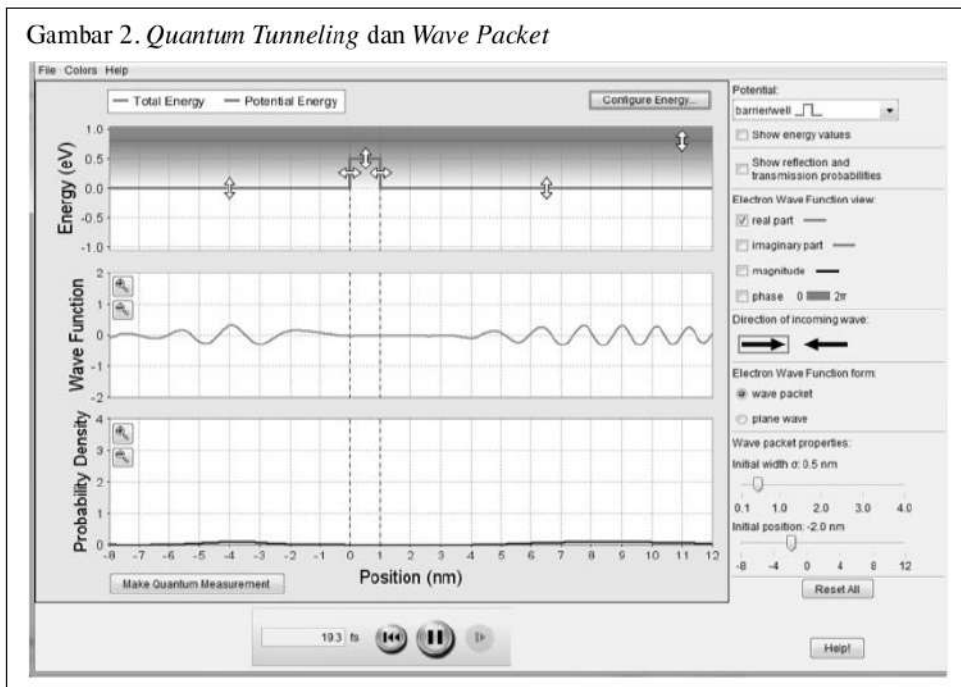 Gambar 2. Quantum Tunneling dan Wave Packet
File Colors Help
Total Energy Potential Energy
Configure Energy...
Energy (eV)
1.0
0.5
0.0
-0.5
-1.0
Wave Function
2
1
0
-1
-2
Probability Density
4
3
2
1
0
-8 -7 -6 -5 -4 -3 -2 -1 0 1 2 3 4 5 6 7 8 9 10 11 12
Position (nm)
Make Quantum Measurement
19.3 fs
Potential:
barrier/well
Show energy values
Show reflection and
transmission probabilities
Electron Wave Function view:
real part
imaginary part
magnitude
phase 0 2π
Direction of incoming wave:
Electron Wave Function form:
wave packet
plane wave
Wave packet properties:
Initial width σ: 0.5 nm
0.1 1.0 2.0 3.0 4.0
Initial position: -2.0 nm
-8 -4 0 4 8 12
Reset All
Help!